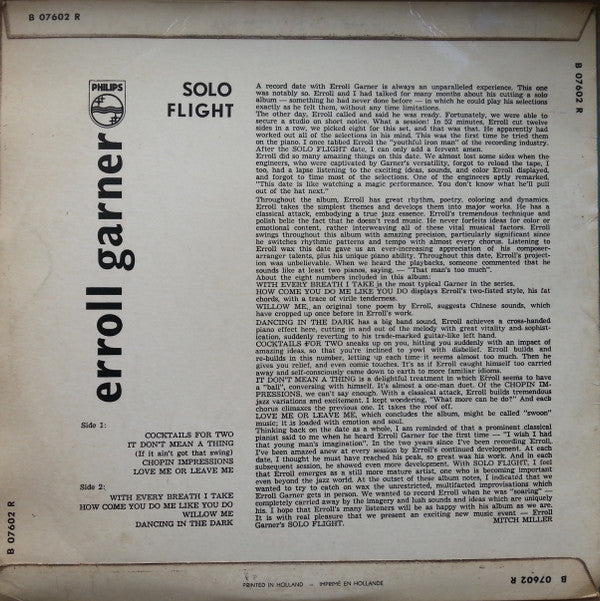 B 07602 R
B 07602 R
PHILIPS
SOLO
FLIGHT
erroll garner
A record date with Erroll Garner is always an unparalleled experience. This one
was notably so. Erroll and I had talked for many months about his cutting a solo
album — something he had never done before — in which he could play his selections
exactly as he felt them, without any time limitations.
The other day, Erroll called and said he was ready. Fortunately, we were able to
secure a studio on short notice. What a session! In 52 minutes, Erroll cut twelve
sides in a row, we picked eight for this set, and that was that. He apparently had
worked out all of the selections in his mind. This was the first time he tried them
on the piano. I once tabbed Erroll the "youthful iron man" of the recording industry.
After the SOLO FLIGHT date, I can only add a fervent amen.
Erroll did so many amazing things on this date. We almost lost some sides when the
engineers, who were captivated by Garner's versatility, forgot to reload the tape, I
too, had a lapse listening to the exciting ideas, sounds, and color Erroll displayed,
and forgot to time most of the selections. One of the engineers aptly remarked,
"This date is like watching a magic performance. You don't know what he'll pull
out of the hat next."
Throughout the album, Erroll has great rhythm, poetry, coloring and dynamics.
Erroll takes the simplest themes and develops them into major works. He has a
classical attack, embodying a true jazz essence. Erroll's tremendous technique and
polish belie the fact that he doesn't read music. He never forfeits ideas for color or
emotional content, rather interweaving all of these vital musical factors. Erroll
swings throughout this album with amazing precision, particularly significant since
he switches rhythmic patterns and tempo with almost every chorus. Listening to
Erroll wax this date gave us an ever-increasing appreciation of his composer-
arranger talents, plus his unique piano ability. Throughout this date, Erroll's project-
ion was unbelievable. When we heard the playbacks, someone commented that he
sounds like at least two pianos, saying, — "That man's too much".
About the eight numbers included in this album:
WITH EVERY BREATH I TAKE is the most typical Garner in the series.
HOW COME YOU DO ME LIKE YOU DO displays Erroll's two-fisted style, his fat
chords, with a trace of virile tenderness.
WILLOW ME, an original tone poem by Erroll, suggests Chinese sounds, which
have cropped up once before in Erroll's work.
DANCING IN THE DARK has a big band sound, Erroll achieves a cross-handed
piano effect here, cutting in and out of the melody with great vitality and sophist-
ication, suddenly reverting to his trade-marked guitar-like left hand.
COCKTAILS FOR TWO sneaks up on you, hitting you suddenly with an impact of
amazing ideas, so that you're inclined to yowl with disbelief. Erroll builds and
re-builds in this number, letting up each time it seems almost too much. Then he
gives you relief, and even comic touches. It's as if Erroll caught himself too carried
away and self-consciously came down to earth to more familiar idioms.
IT DON'T MEAN A THING is a delightful treatment in which Erroll seems to have
a "ball", conversing with himself. It's almost a one-man duet. Of the CHOPIN IM-
PRESSIONS, we can't say enough. With a classical attack, Erroll builds tremendous
jazz variations and excitement. I kept wondering, "What more can he do?" And each
chorus climaxes the previous one. It takes the roof off.
LOVE ME OR LEAVE ME, which concludes the album, might be called "swoon"
music; it is loaded with emotion and soul.
Thinking back on the date as a whole, I am reminded of that a prominent classical
pianist said to me when he heard Erroll Garner for the first time — "I wish I had
that young man's imagination". In the two years since I've been recording Erroll,
I've been amazed anew at every session by Erroll's continued development. At each
date, I thought he must have reached his peak, so great was his work. And in each
subsequent session, he showed even more development. With SOLO FLIGHT, I feel
that Erroll emerges as a still more mature artist, one who is becoming important
even beyond the jazz world. At the outset of these album notes, I indicated that we
wanted to try to catch on wax the unrestricted, multifacted improvisations which
Erroll Garner gets in person. We wanted to record Erroll when he was "soaring" —
completely carried away by the imagery and lush sounds and ideas which are uniquely
his. I hope that Erroll's many listeners will be as happy with his album as we are.
It is with real pleasure that we present an exciting new music event — Erroll
Garner's SOLO FLIGHT. MITCH MILLER
Side 1:
COCKTAILS FOR TWO
IT DON'T MEAN A THING
(If it ain't got that swing)
CHOPIN IMPRESSIONS
LOVE ME OR LEAVE ME
Side 2:
WITH EVERY BREATH I TAKE
HOW COME YOU DO ME LIKE YOU DO
WILLOW ME
DANCING IN THE DARK
B 07602 R
PRINTED IN HOLLAND — IMPRIMÉ EN HOLLANDE
B 07602 R